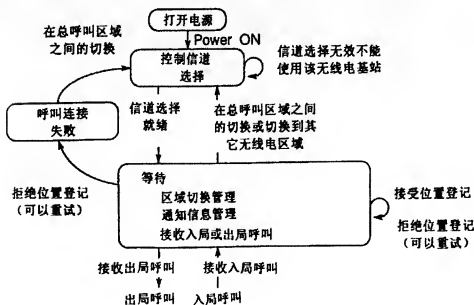 打开电源
Power ON
在总呼叫区域
之间的切换
控制信道
选择
信道选择无效不能
使用该无线电基站
呼叫连接
失败
信道选择
就绪
在总呼叫区域之间
的切换或切换到其
它无线电区域
拒绝位置登记
(可以重试)
等待
区域切换管理
通知信息管理
接收入局或出局呼叫
接受位置登记
拒绝位置登记
(可以重试)
接收出局呼叫
接收入局呼叫
出局呼叫
入局呼叫